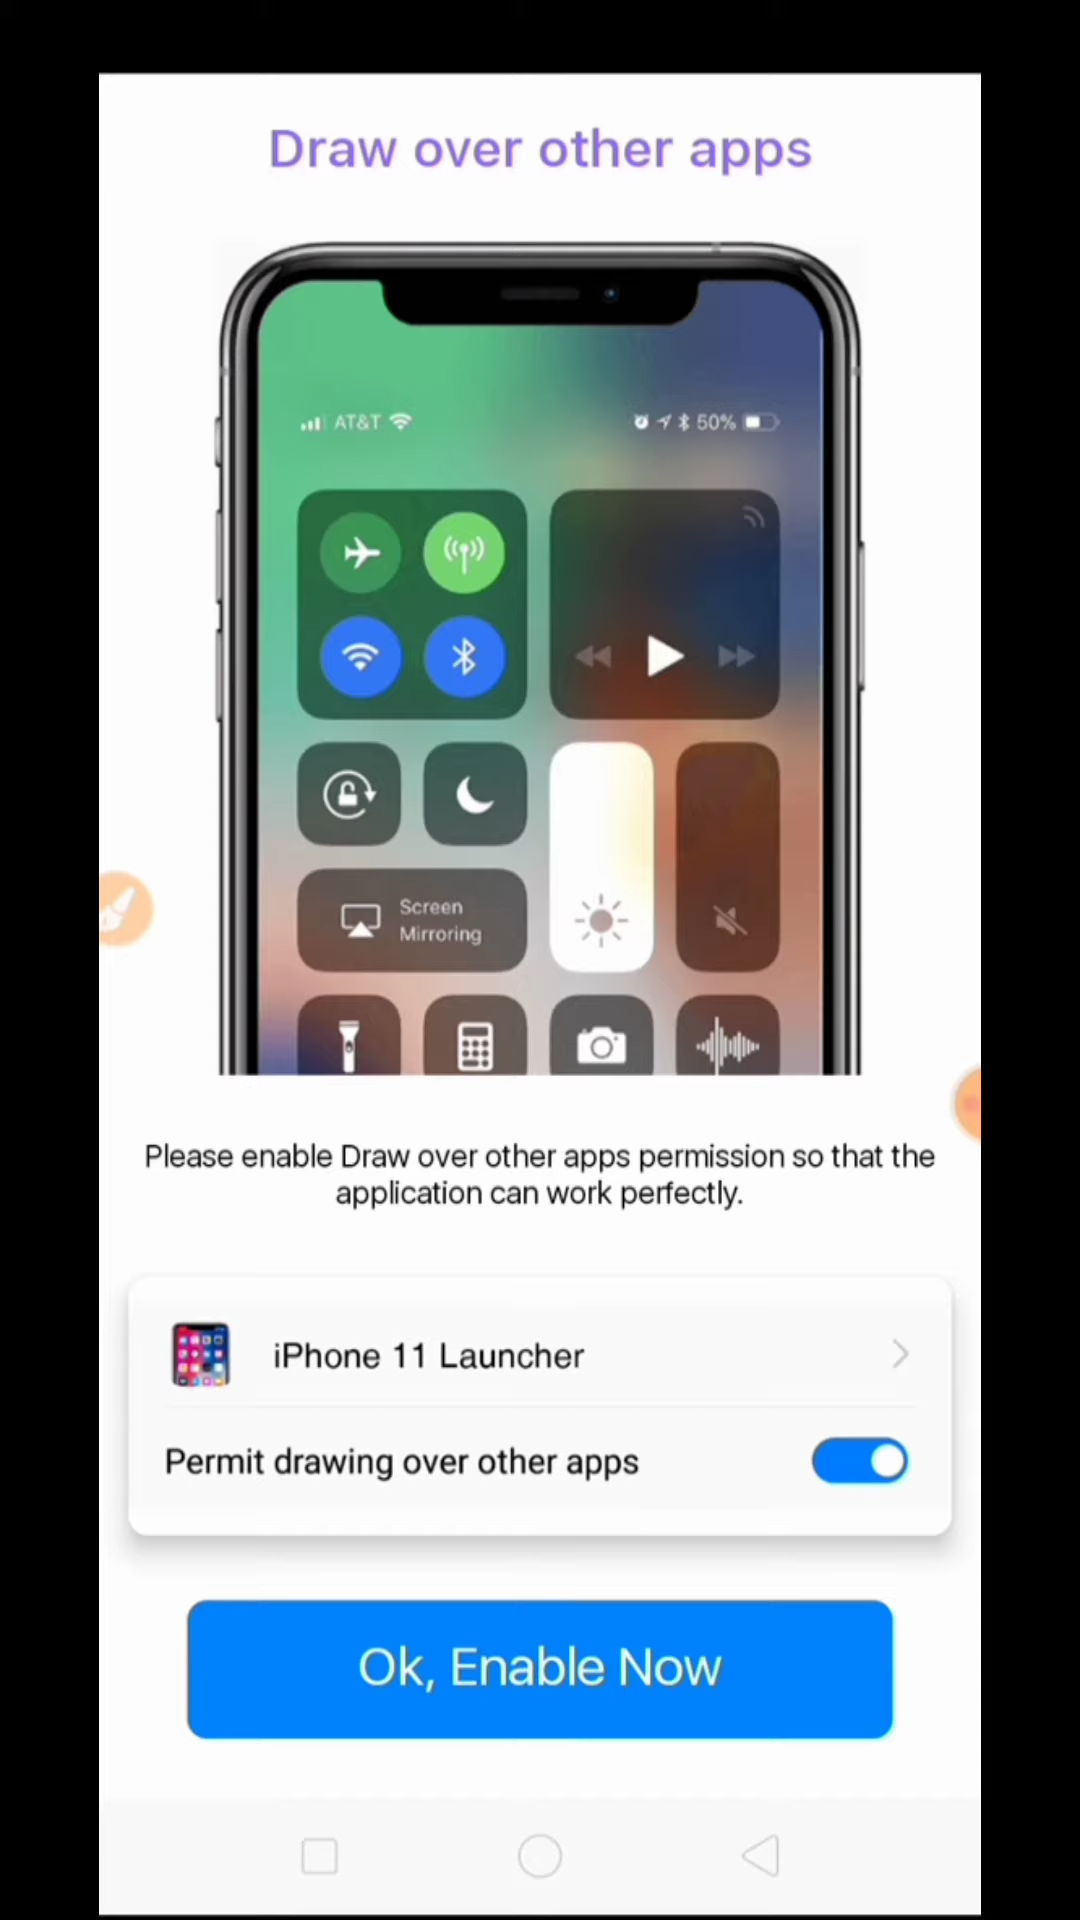 Draw over other apps
AT&T
50%
Screen
Mirroring
Please enable Draw over other apps permission so that the
application can work perfectly.
iPhone 11 Launcher
Permit drawing over other apps
Ok, Enable Now